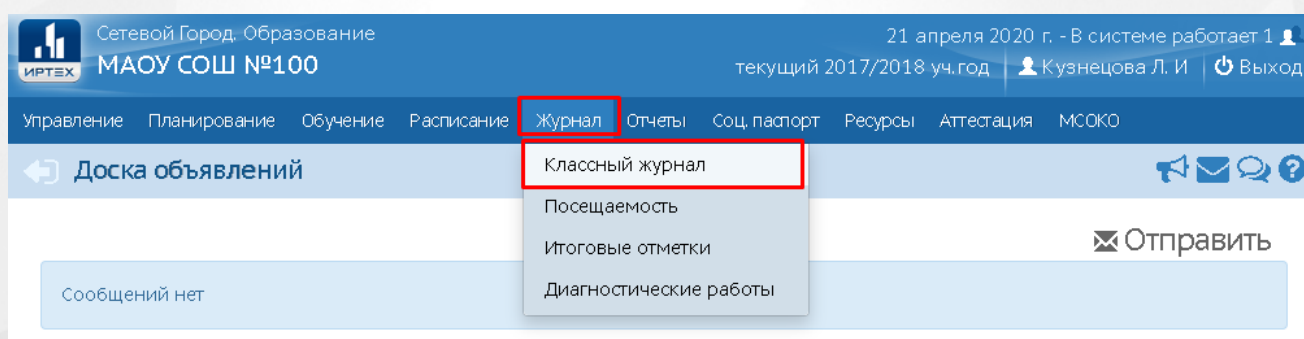 Сетевой Город. Образование
21 апреля 2020 г. - В системе работает 1
ИРТЕХ
МАОУ СОШ №100
текущий 2017/2018 уч.год
Кузнецова Л. И
Выход
Управление Планирование Обучение Расписание Журнал Отчеты Соц. паспорт Ресурсы Аттестация МСОКО
Доска объявлений
Классный журнал
Посещаемость
Итоговые отметки
Диагностические работы
Отправить
Сообщений нет